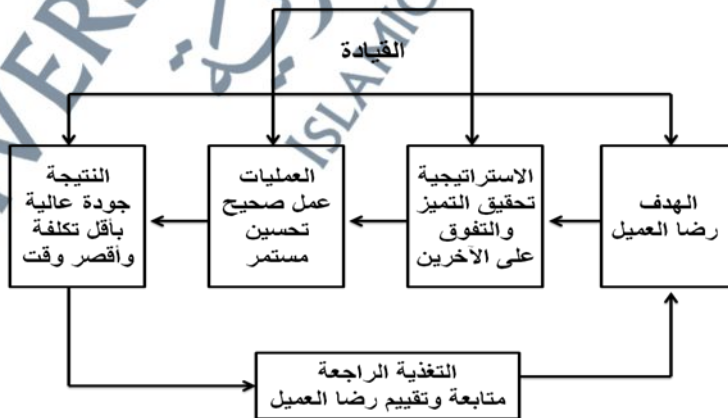 القيادة
الهدف
رضا العميل
الاستراتيجية
تحقيق التميز
والتفوق
على الآخرين
العمليات
عمل صحيح
تحسين
مستمر
النتيجة
جودة عالية
بأقل تكلفة
وأقصر وقت
التغذية الراجعة
متابعة وتقييم رضا العميل
ISLAMIC